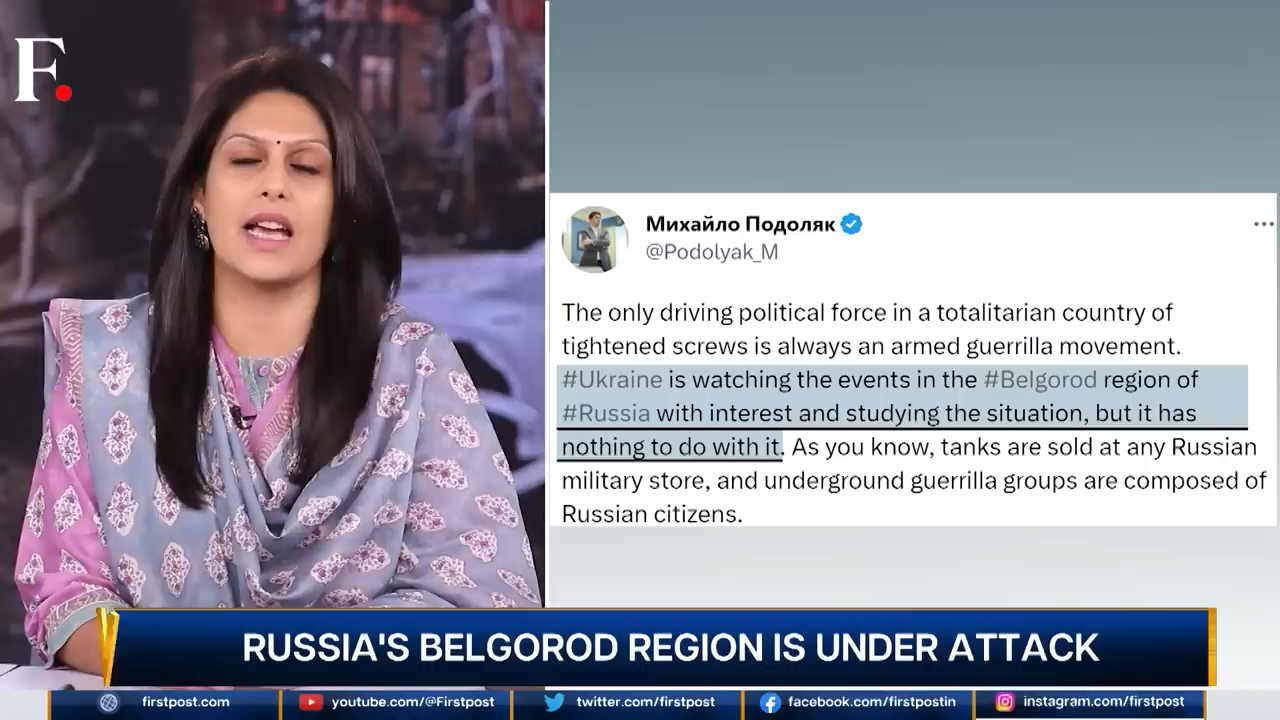 F.
Михайло Подоляк
@Podolyak_M
The only driving political force in a totalitarian country of
tightened screws is always an armed guerrilla movement.
#Ukraine is watching the events in the #Belgorod region of
#Russia with interest and studying the situation, but it has
nothing to do with it. As you know, tanks are sold at any Russian
military store, and underground guerrilla groups are composed of
Russian citizens.
RUSSIA'S BELGOROD REGION IS UNDER ATTACK
firstpost.com
youtube.com/@Firstpost
twitter.com/firstpost
facebook.com/firstpostin
instagram.com/firstpost